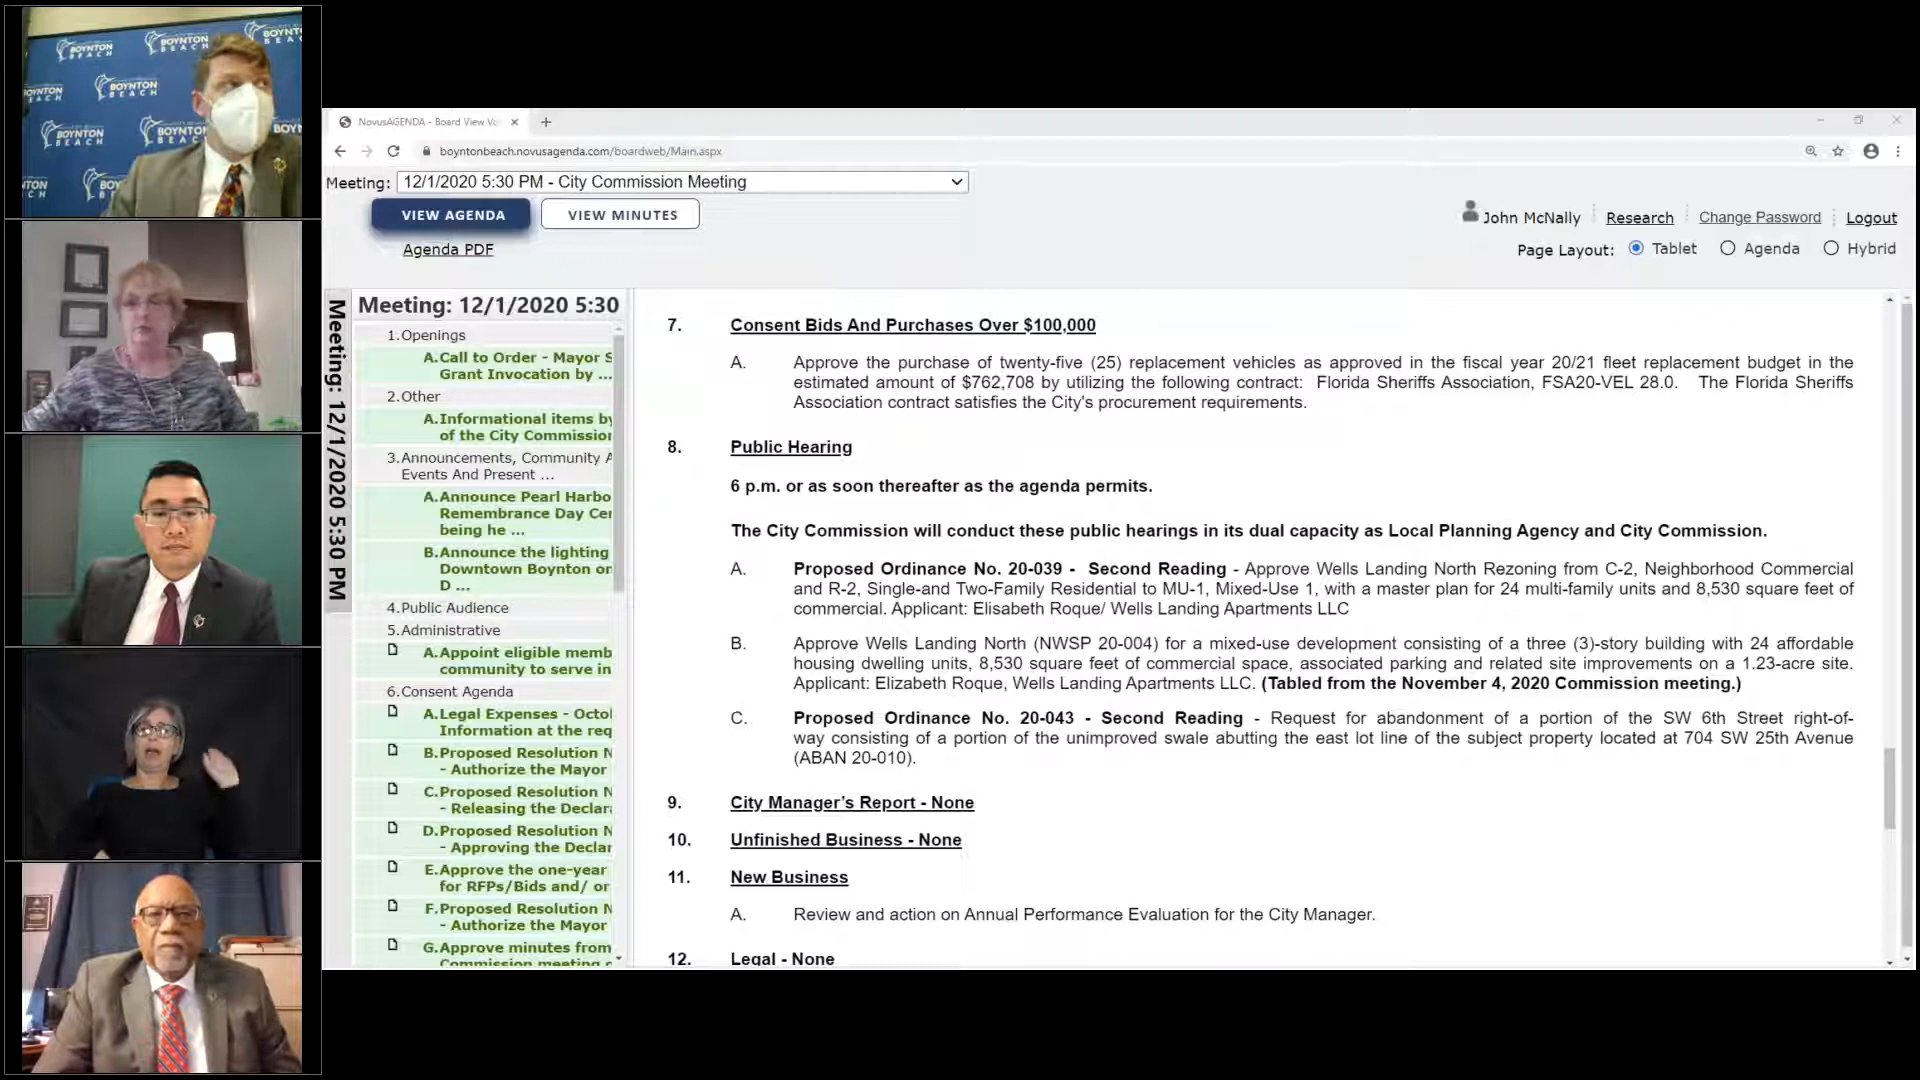 BOYNTON
BEACH
BOYNTON
BEACH
BOYNTON
BOYNTON
BEACH
BOYNTON
BEACH
BOYNTON
BEACH
BOYNTON
NovusAGENDA - Board View Vo
boyntonbeach.novusagenda.com/boardweb/Main.aspx
Meeting: 12/1/2020 5:30 PM - City Commission Meeting
VIEW AGENDA VIEW MINUTES
Agenda PDF
John McNally Research Change Password Logout
Page Layout: Tablet Agenda Hybrid
Meeting: 12/1/2020 5:30 PM
Meeting: 12/1/2020 5:30
1.Openings
A.Call to Order - Mayor S
Grant Invocation by ...
2.Other
A.Informational items by
of the City Commission
3.Announcements, Community A
Events And Present ...
A.Announce Pearl Harbo
Remembrance Day Cer
being he ...
B.Announce the lighting
Downtown Boynton on
D ...
4.Public Audience
5.Administrative
A.Appoint eligible memb
community to serve in
6.Consent Agenda
A.Legal Expenses - Octo
Information at the req
B.Proposed Resolution N
- Authorize the Mayor
C.Proposed Resolution N
- Releasing the Declara
D.Proposed Resolution N
- Approving the Declar
E.Approve the one-year
for RFPs/Bids and/ or
F.Proposed Resolution N
- Authorize the Mayor
G.Approve minutes from
Commission meeting
7. Consent Bids And Purchases Over $100,000
A. Approve the purchase of twenty-five (25) replacement vehicles as approved in the fiscal year 20/21 fleet replacement budget in the
estimated amount of $762,708 by utilizing the following contract: Florida Sheriffs Association, FSA20-VEL 28.0. The Florida Sheriffs
Association contract satisfies the City's procurement requirements.
8. Public Hearing
6 p.m. or as soon thereafter as the agenda permits.
The City Commission will conduct these public hearings in its dual capacity as Local Planning Agency and City Commission.
A. Proposed Ordinance No. 20-039 - Second Reading - Approve Wells Landing North Rezoning from C-2, Neighborhood Commercial
and R-2, Single-and Two-Family Residential to MU-1, Mixed-Use 1, with a master plan for 24 multi-family units and 8,530 square feet of
commercial. Applicant: Elisabeth Roque/ Wells Landing Apartments LLC
B. Approve Wells Landing North (NWSP 20-004) for a mixed-use development consisting of a three (3)-story building with 24 affordable
housing dwelling units, 8,530 square feet of commercial space, associated parking and related site improvements on a 1.23-acre site.
Applicant: Elizabeth Roque, Wells Landing Apartments LLC. (Tabled from the November 4, 2020 Commission meeting.)
C. Proposed Ordinance No. 20-043 - Second Reading - Request for abandonment of a portion of the SW 6th Street right-of-
way consisting of a portion of the unimproved swale abutting the east lot line of the subject property located at 704 SW 25th Avenue
(ABAN 20-010).
9. City Manager's Report - None
10. Unfinished Business - None
11. New Business
A. Review and action on Annual Performance Evaluation for the City Manager.
12. Legal - None